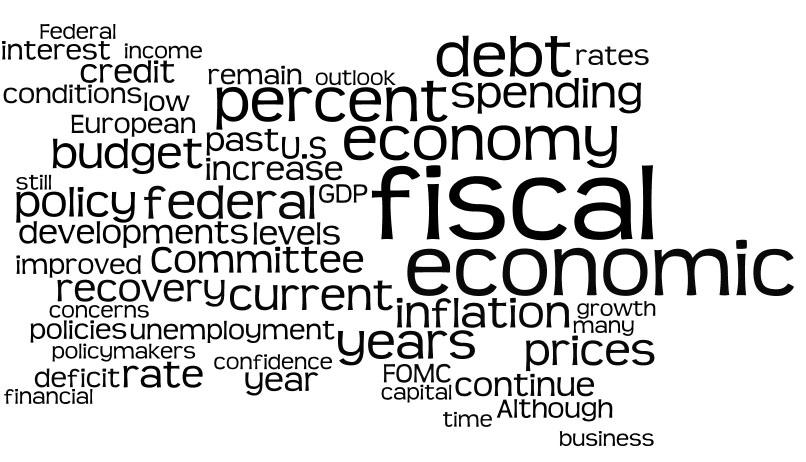 Federal
interest income
credit remain outlook debt rates
conditions low percent spending
European past u.s economy
budget increase
still
policy federal GDP fiscal
developments levels
improved Committee economic
recovery current inflation growth
concerns many
policies unemployment years prices
policymakers confidence
deficit rate year FOMC continue
financial capital
time Although
business